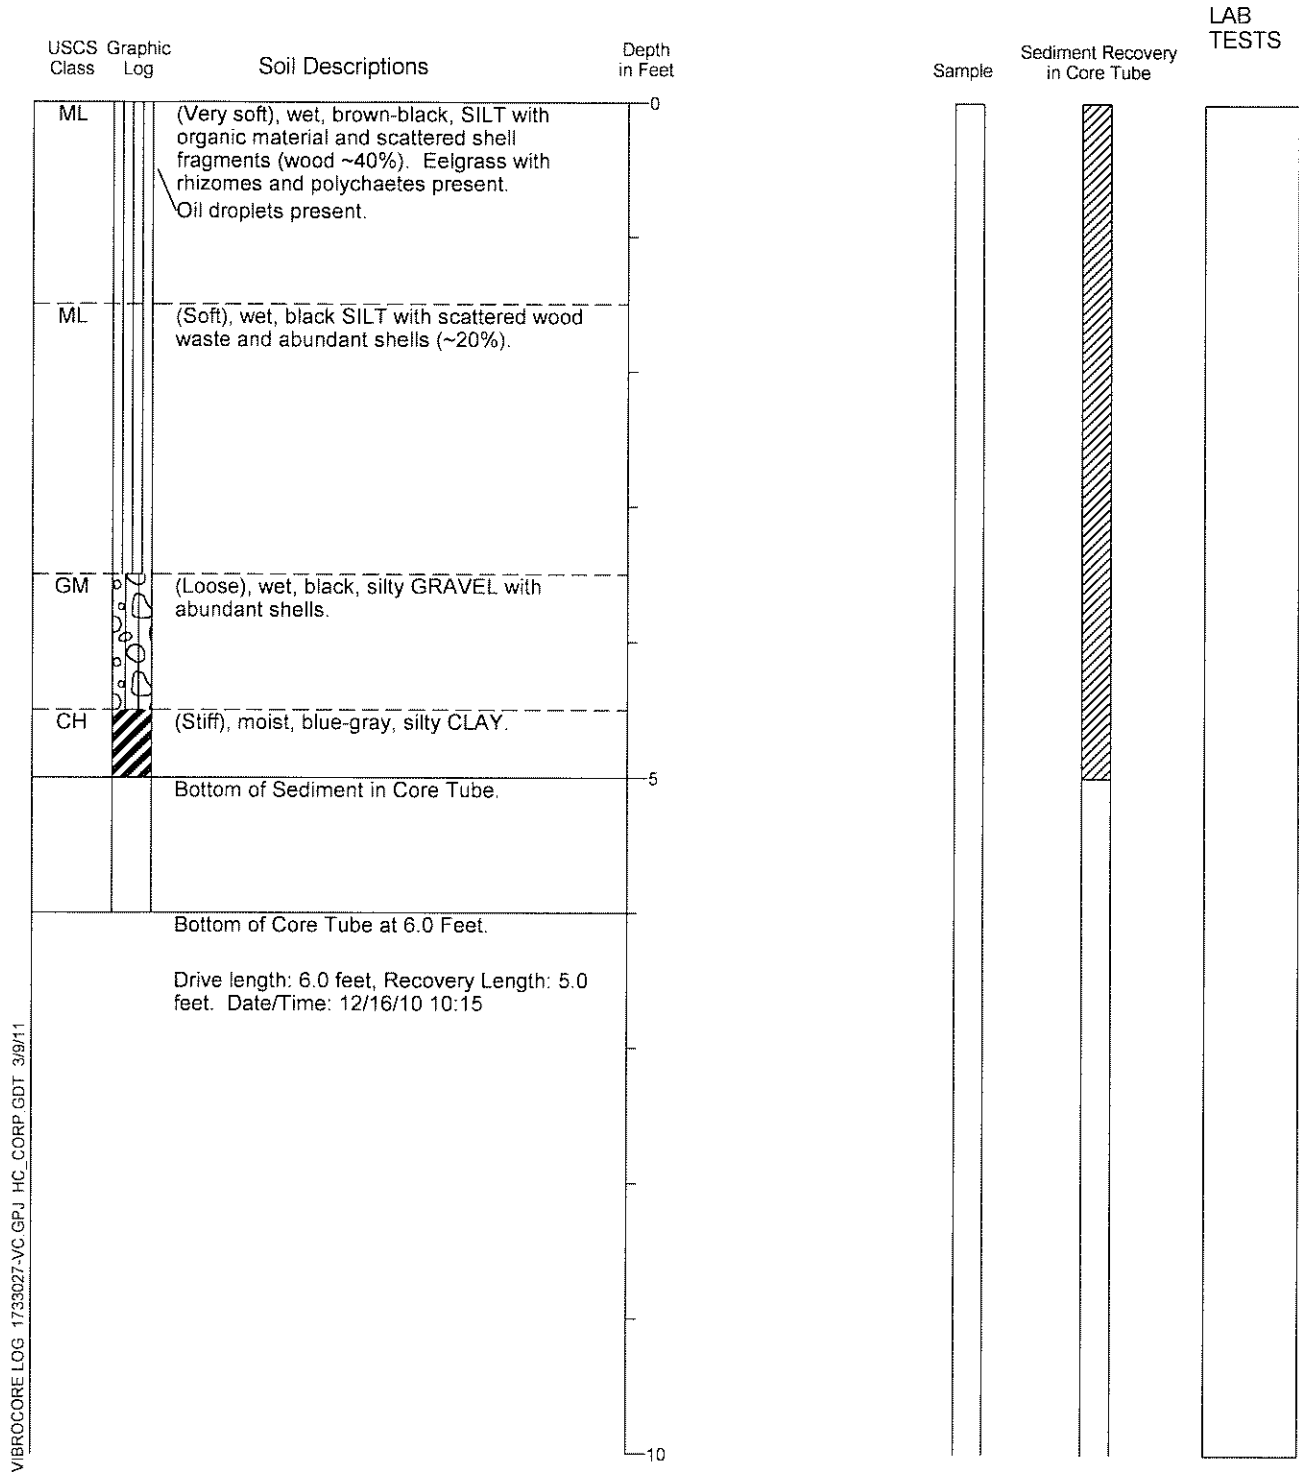 LAB
TESTS
USCS Graphic
Class Log
Soil Descriptions
Depth
in Feet
Sample
Sediment Recovery
in Core Tube
0
ML
(Very soft), wet, brown-black, SILT with
organic material and scattered shell
fragments (wood ~40%). Eelgrass with
rhizomes and polychaetes present.
Oil droplets present.
ML
(Soft), wet, black SILT with scattered wood
waste and abundant shells (~20%).
GM
(Loose), wet, black, silty GRAVEL with
abundant shells.
CH
(Stiff), moist, blue-gray, silty CLAY.
5
Bottom of Sediment in Core Tube.
Bottom of Core Tube at 6.0 Feet.
Drive length: 6.0 feet, Recovery Length: 5.0
feet. Date/Time: 12/16/10 10:15
10
VIBROCORE LOG 1733027-VC.GPJ HC_CORP.GDT 3/9/11